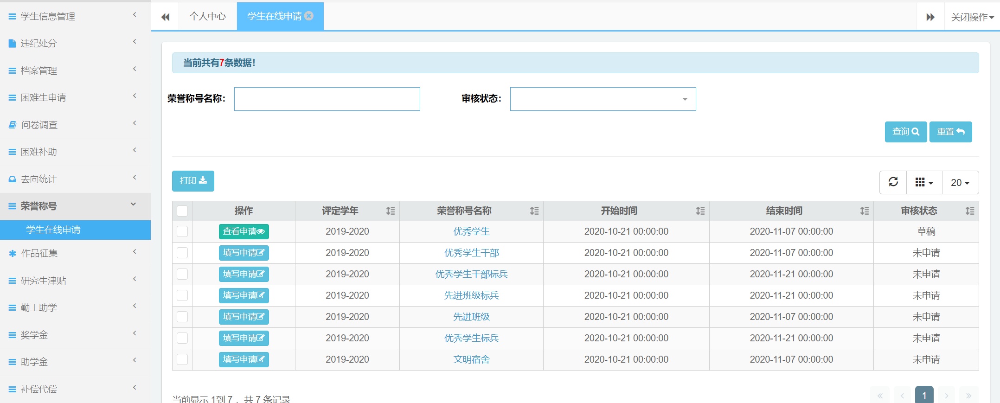 学生信息管理
违纪处分
档案管理
困难生申请
问卷调查
困难补助
去向统计
荣誉称号
学生在线申请
作品征集
研究生津贴
勤工助学
奖学金
助学金
补偿代偿
个人中心 学生在线申请 关闭操作
当前共有7条数据！
荣誉称号名称： 审核状态：
查询 重置
打印 20
操作 评定学年 荣誉称号名称 开始时间 结束时间 审核状态
查看申请 2019-2020 优秀学生 2020-10-21 00:00:00 2020-11-07 00:00:00 草稿
填写申请 2019-2020 优秀学生干部 2020-10-21 00:00:00 2020-11-07 00:00:00 未申请
填写申请 2019-2020 优秀学生干部标兵 2020-10-21 00:00:00 2020-11-21 00:00:00 未申请
填写申请 2019-2020 先进班级标兵 2020-10-21 00:00:00 2020-11-21 00:00:00 未申请
填写申请 2019-2020 先进班级 2020-10-21 00:00:00 2020-11-07 00:00:00 未申请
填写申请 2019-2020 优秀学生标兵 2020-10-21 00:00:00 2020-11-21 00:00:00 未申请
填写申请 2019-2020 文明宿舍 2020-10-21 00:00:00 2020-11-07 00:00:00 未申请
当前显示 1到 7 ，共 7 条记录 « ‹ 1 › »